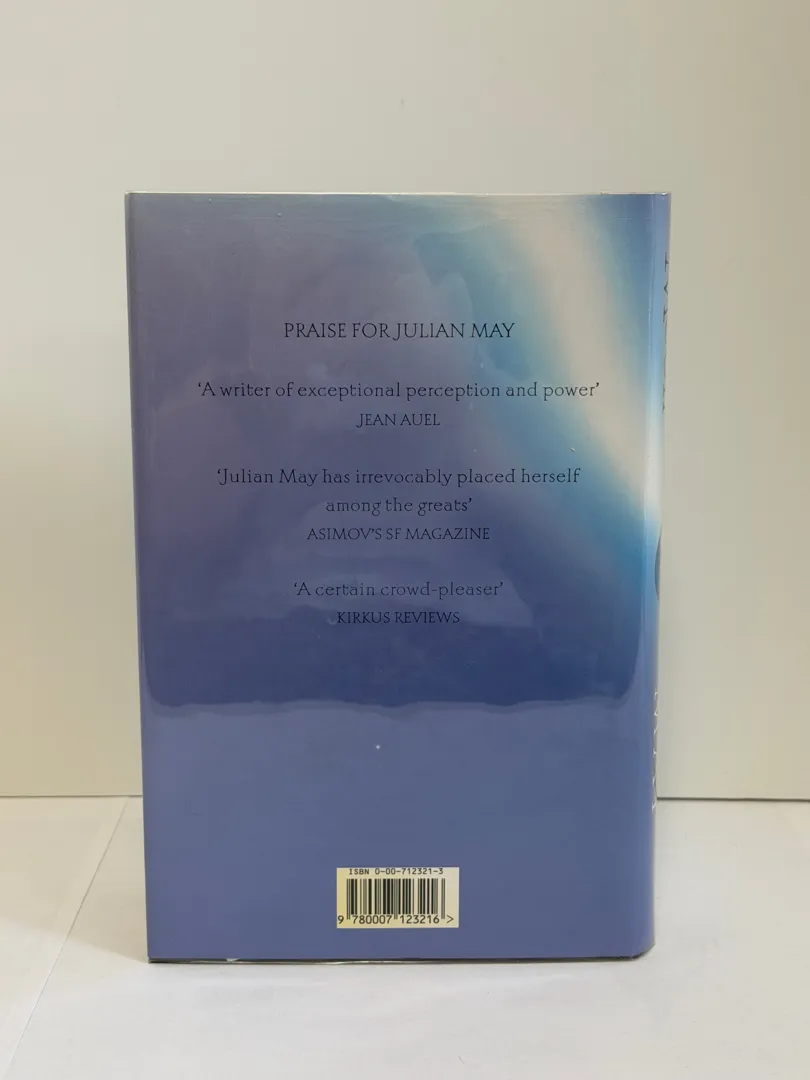 PRAISE FOR JULIAN MAY
‘A writer of exceptional perception and power’
JEAN AUEL
‘Julian May has irrevocably placed herself
among the greats’
ASIMOV'S SF MAGAZINE
‘A certain crowd-pleaser’
KIRKUS REVIEWS
ISBN 0-00-712321-3
9 780007 123216 >